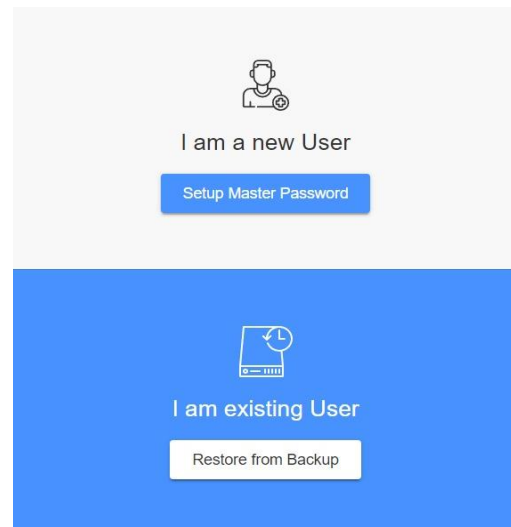 I am a new User
Setup Master Password
I am existing User
Restore from Backup